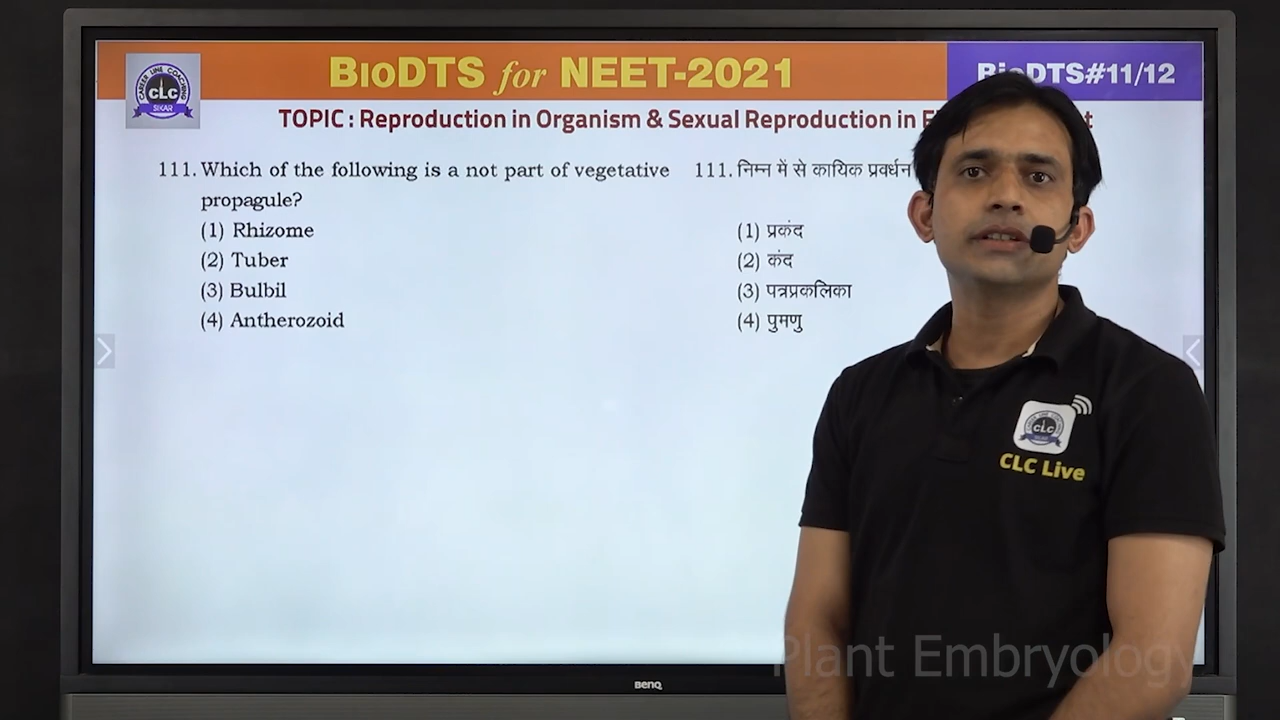 BIODTS for NEET-2021
BioDTS#11/12
CAREER LINE COACHING
CLC
SIKAR
TOPIC : Reproduction in Organism & Sexual Reproduction in
111. Which of the following is a not part of vegetative
propagule?
(1) Rhizome
(2) Tuber
(3) Bulbil
(4) Antherozoid
111. निम्न में से कायिक प्रवर्धन
(1) प्रकंद
(2) कंद
(3) पत्रप्रकलिका
(4) पुमणु
CLC
CLC Live
Plant Embryology
BenQ